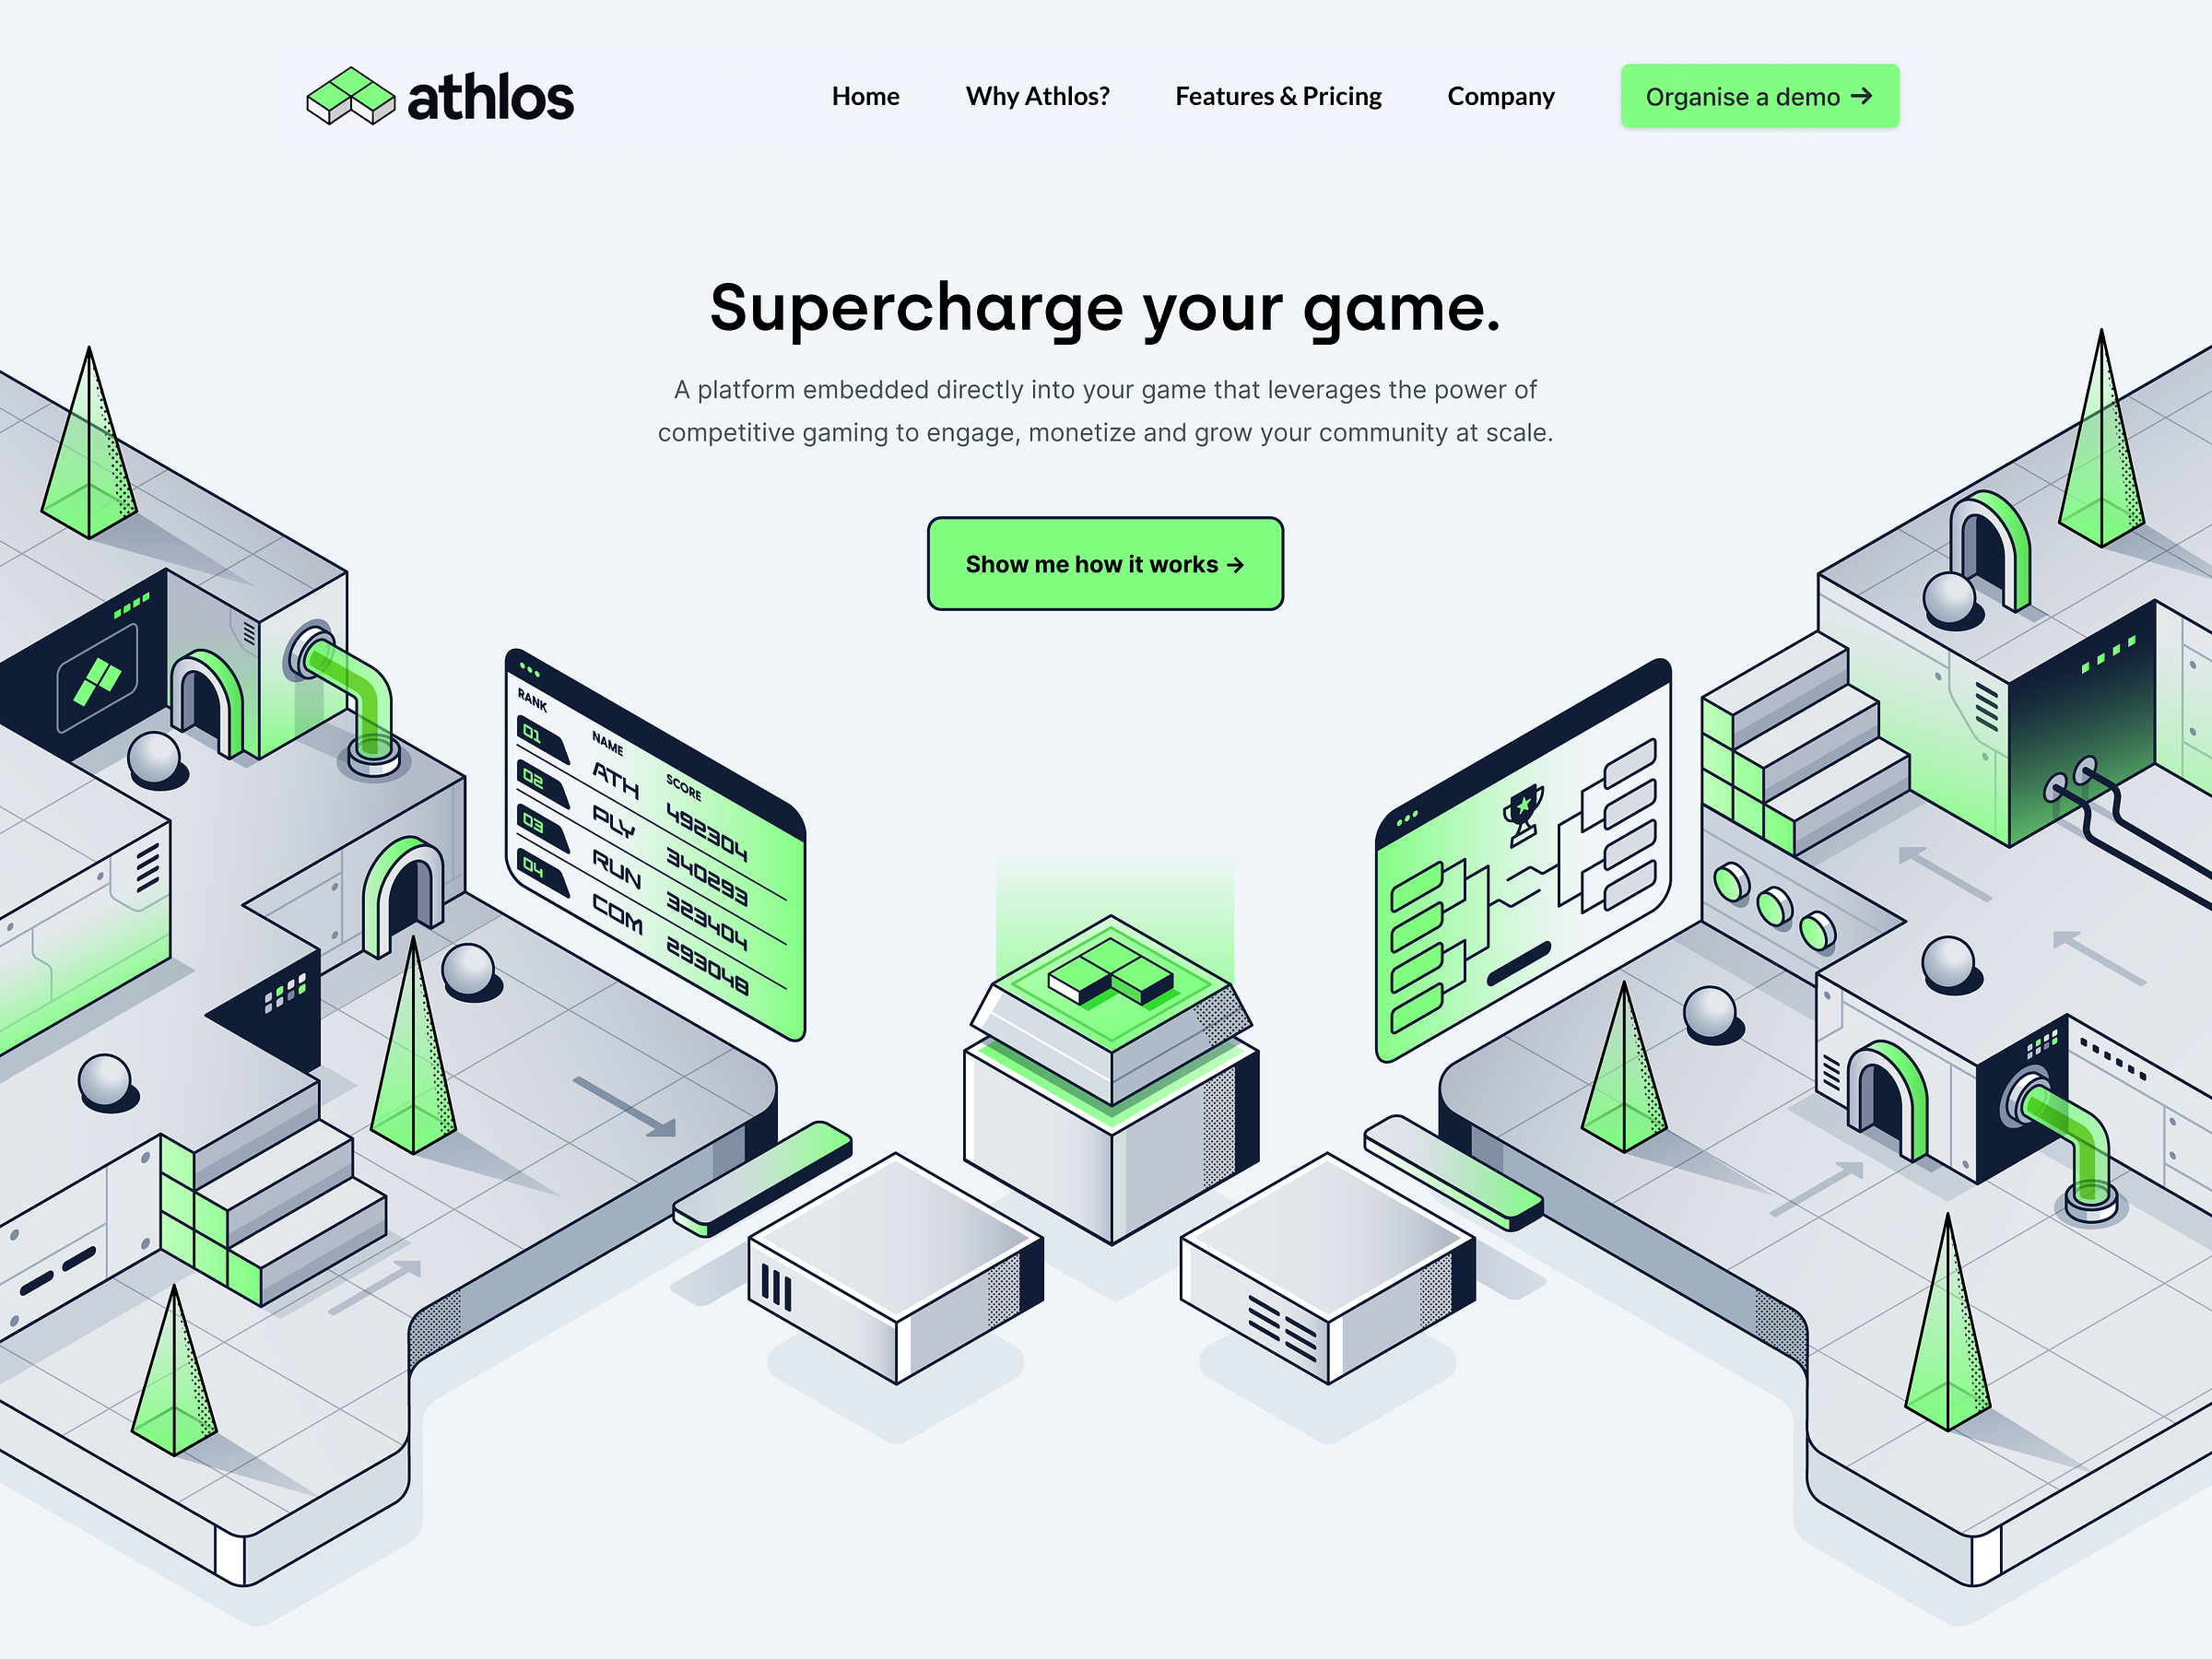 athlos
Home
Why Athlos?
Features & Pricing
Company
Organise a demo →
Supercharge your game.
A platform embedded directly into your game that leverages the power of
competitive gaming to engage, monetize and grow your community at scale.
Show me how it works →
RANK NAME SCORE
01 ATH 492304
02 PLY 340293
03 RUN 323404
04 COM 293048